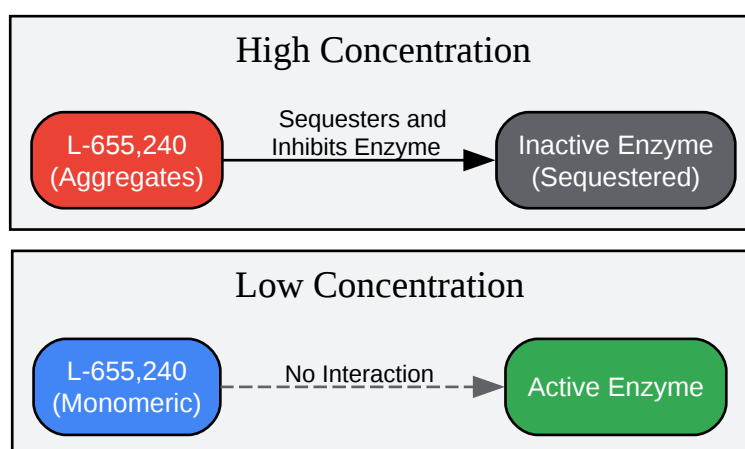 High Concentration
L-655,240
(Aggregates)
Sequesters and
Inhibits Enzyme
Inactive Enzyme
(Sequestered)
Low Concentration
L-655,240
(Monomeric)
No Interaction
Active Enzyme